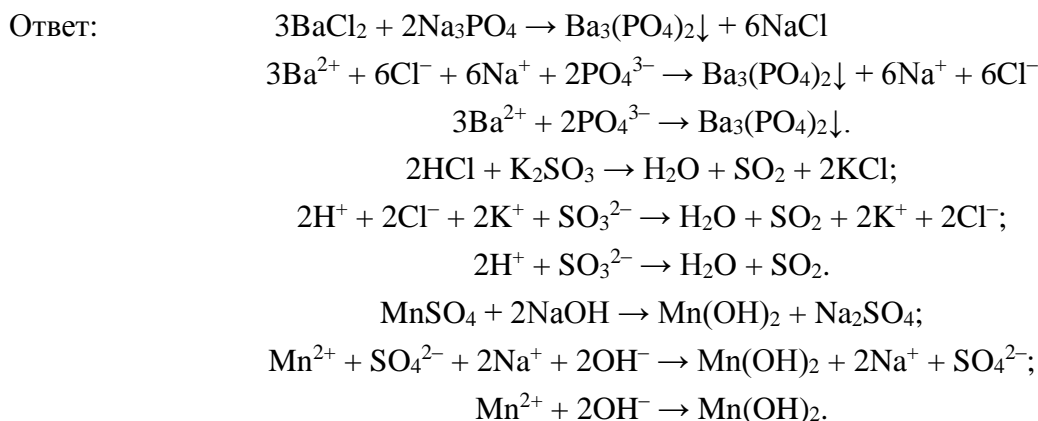 Ответ: 3BaCl₂ + 2Na₃PO₄ → Ba₃(PO₄)₂↓ + 6NaCl
3Ba²⁺ + 6Cl⁻ + 6Na⁺ + 2PO₄³⁻ → Ba₃(PO₄)₂↓ + 6Na⁺ + 6Cl⁻
3Ba²⁺ + 2PO₄³⁻ → Ba₃(PO₄)₂↓.
2HCl + K₂SO₃ → H₂O + SO₂ + 2KCl;
2H⁺ + 2Cl⁻ + 2K⁺ + SO₃²⁻ → H₂O + SO₂ + 2K⁺ + 2Cl⁻;
2H⁺ + SO₃²⁻ → H₂O + SO₂.
MnSO₄ + 2NaOH → Mn(OH)₂ + Na₂SO₄;
Mn²⁺ + SO₄²⁻ + 2Na⁺ + 2OH⁻ → Mn(OH)₂ + 2Na⁺ + SO₄²⁻;
Mn²⁺ + 2OH⁻ → Mn(OH)₂.